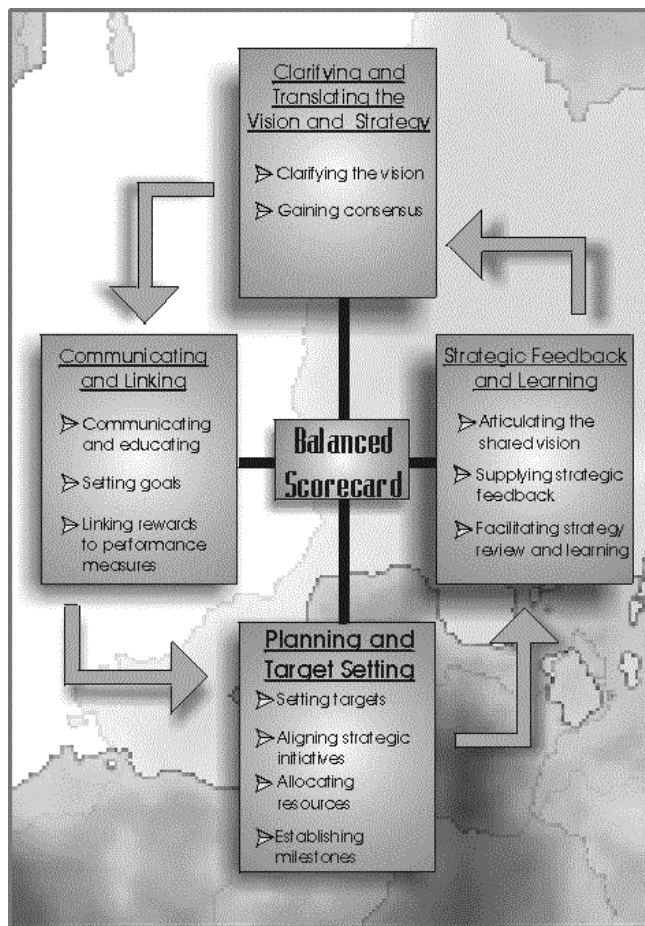 Clarifying and
Translating the
Vision and Strategy
Clarifying the vision
Gaining consensus
Communicating
and Linking
Communicating
and educating
Setting goals
Linking rewards
to performance
measures
Balanced
Scorecard
Strategic Feedback
and Learning
Articulating the
shared vision
Supplying strategic
feedback
Facilitating strategy
review and learning
Planning and
Target Setting
Setting targets
Aligning strategic
initiatives
Allocating
resources
Establishing
milestones